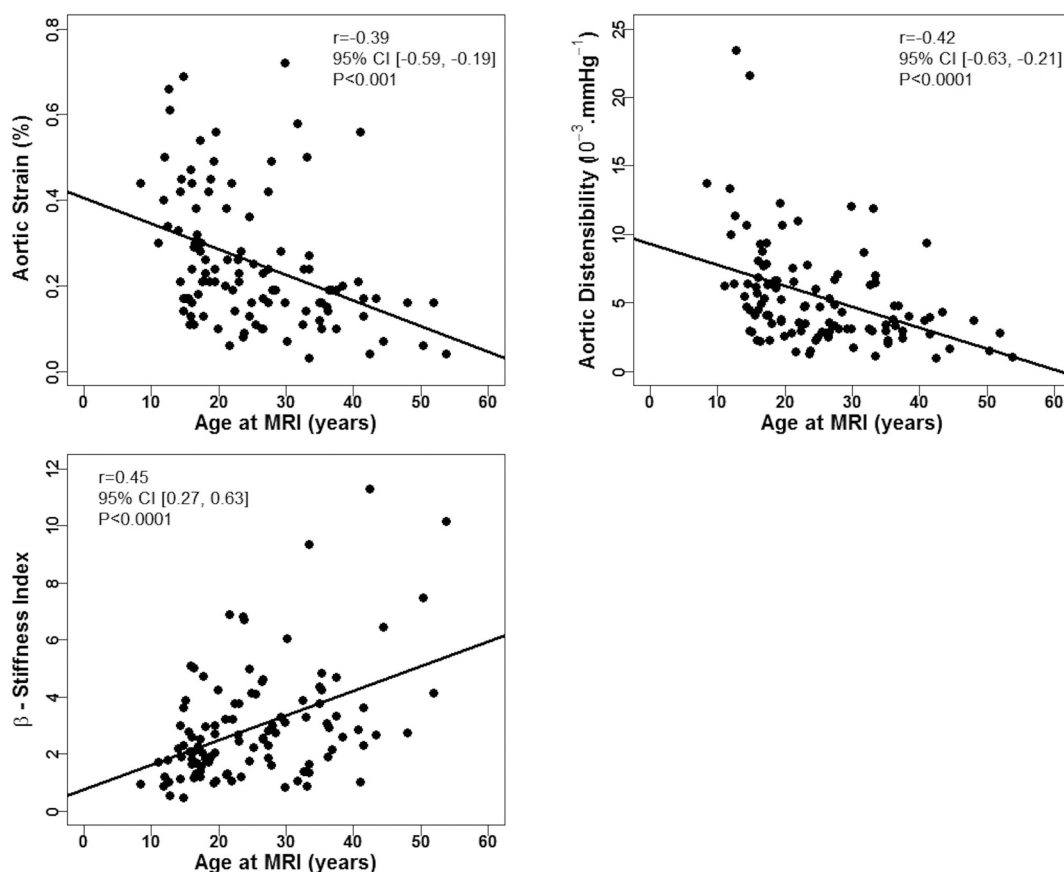 0.8
0.6
0.4
0.2
0.0
Aortic Strain (%)
r=-0.39
95% CI [-0.59, -0.19]
P<0.001
0 10 20 30 40 50 60
Age at MRI (years)
25
20
15
10
5
0
Aortic Distensibility (10⁻³.mmHg⁻¹)
r=-0.42
95% CI [-0.63, -0.21]
P<0.0001
0 10 20 30 40 50 60
Age at MRI (years)
12
10
8
6
4
2
0
β - Stiffness Index
r=0.45
95% CI [0.27, 0.63]
P<0.0001
0 10 20 30 40 50 60
Age at MRI (years)